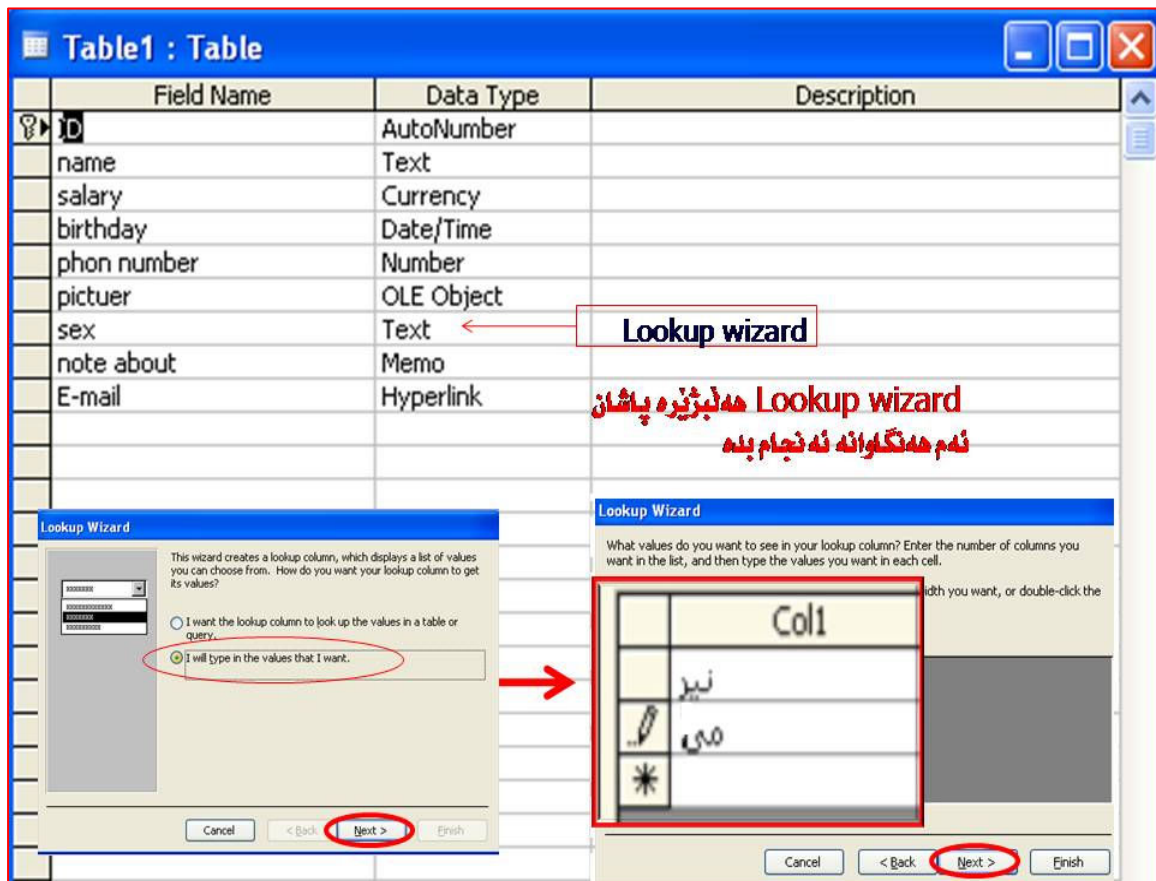 Table1 : Table
Field Name Data Type Description
ID AutoNumber
name Text
salary Currency
birthday Date/Time
phon number Number
pictuer OLE Object
sex Text Lookup wizard
note about Memo
E-mail Hyperlink
Lookup wizard هەڵبژێرە پاشان
ئەم هەنگاوانە ئەنجام بدە
Lookup Wizard
This wizard creates a lookup column, which displays a list of values
you can choose from. How do you want your lookup column to get
its values?
I want the lookup column to look up the values in a table or
query.
I will type in the values that I want.
Cancel < Back Next > Finish
Lookup Wizard
What values do you want to see in your lookup column? Enter the number of columns you
want in the list, and then type the values you want in each cell.
width you want, or double-click the
Col1
نیر
می
Cancel < Back Next > Finish